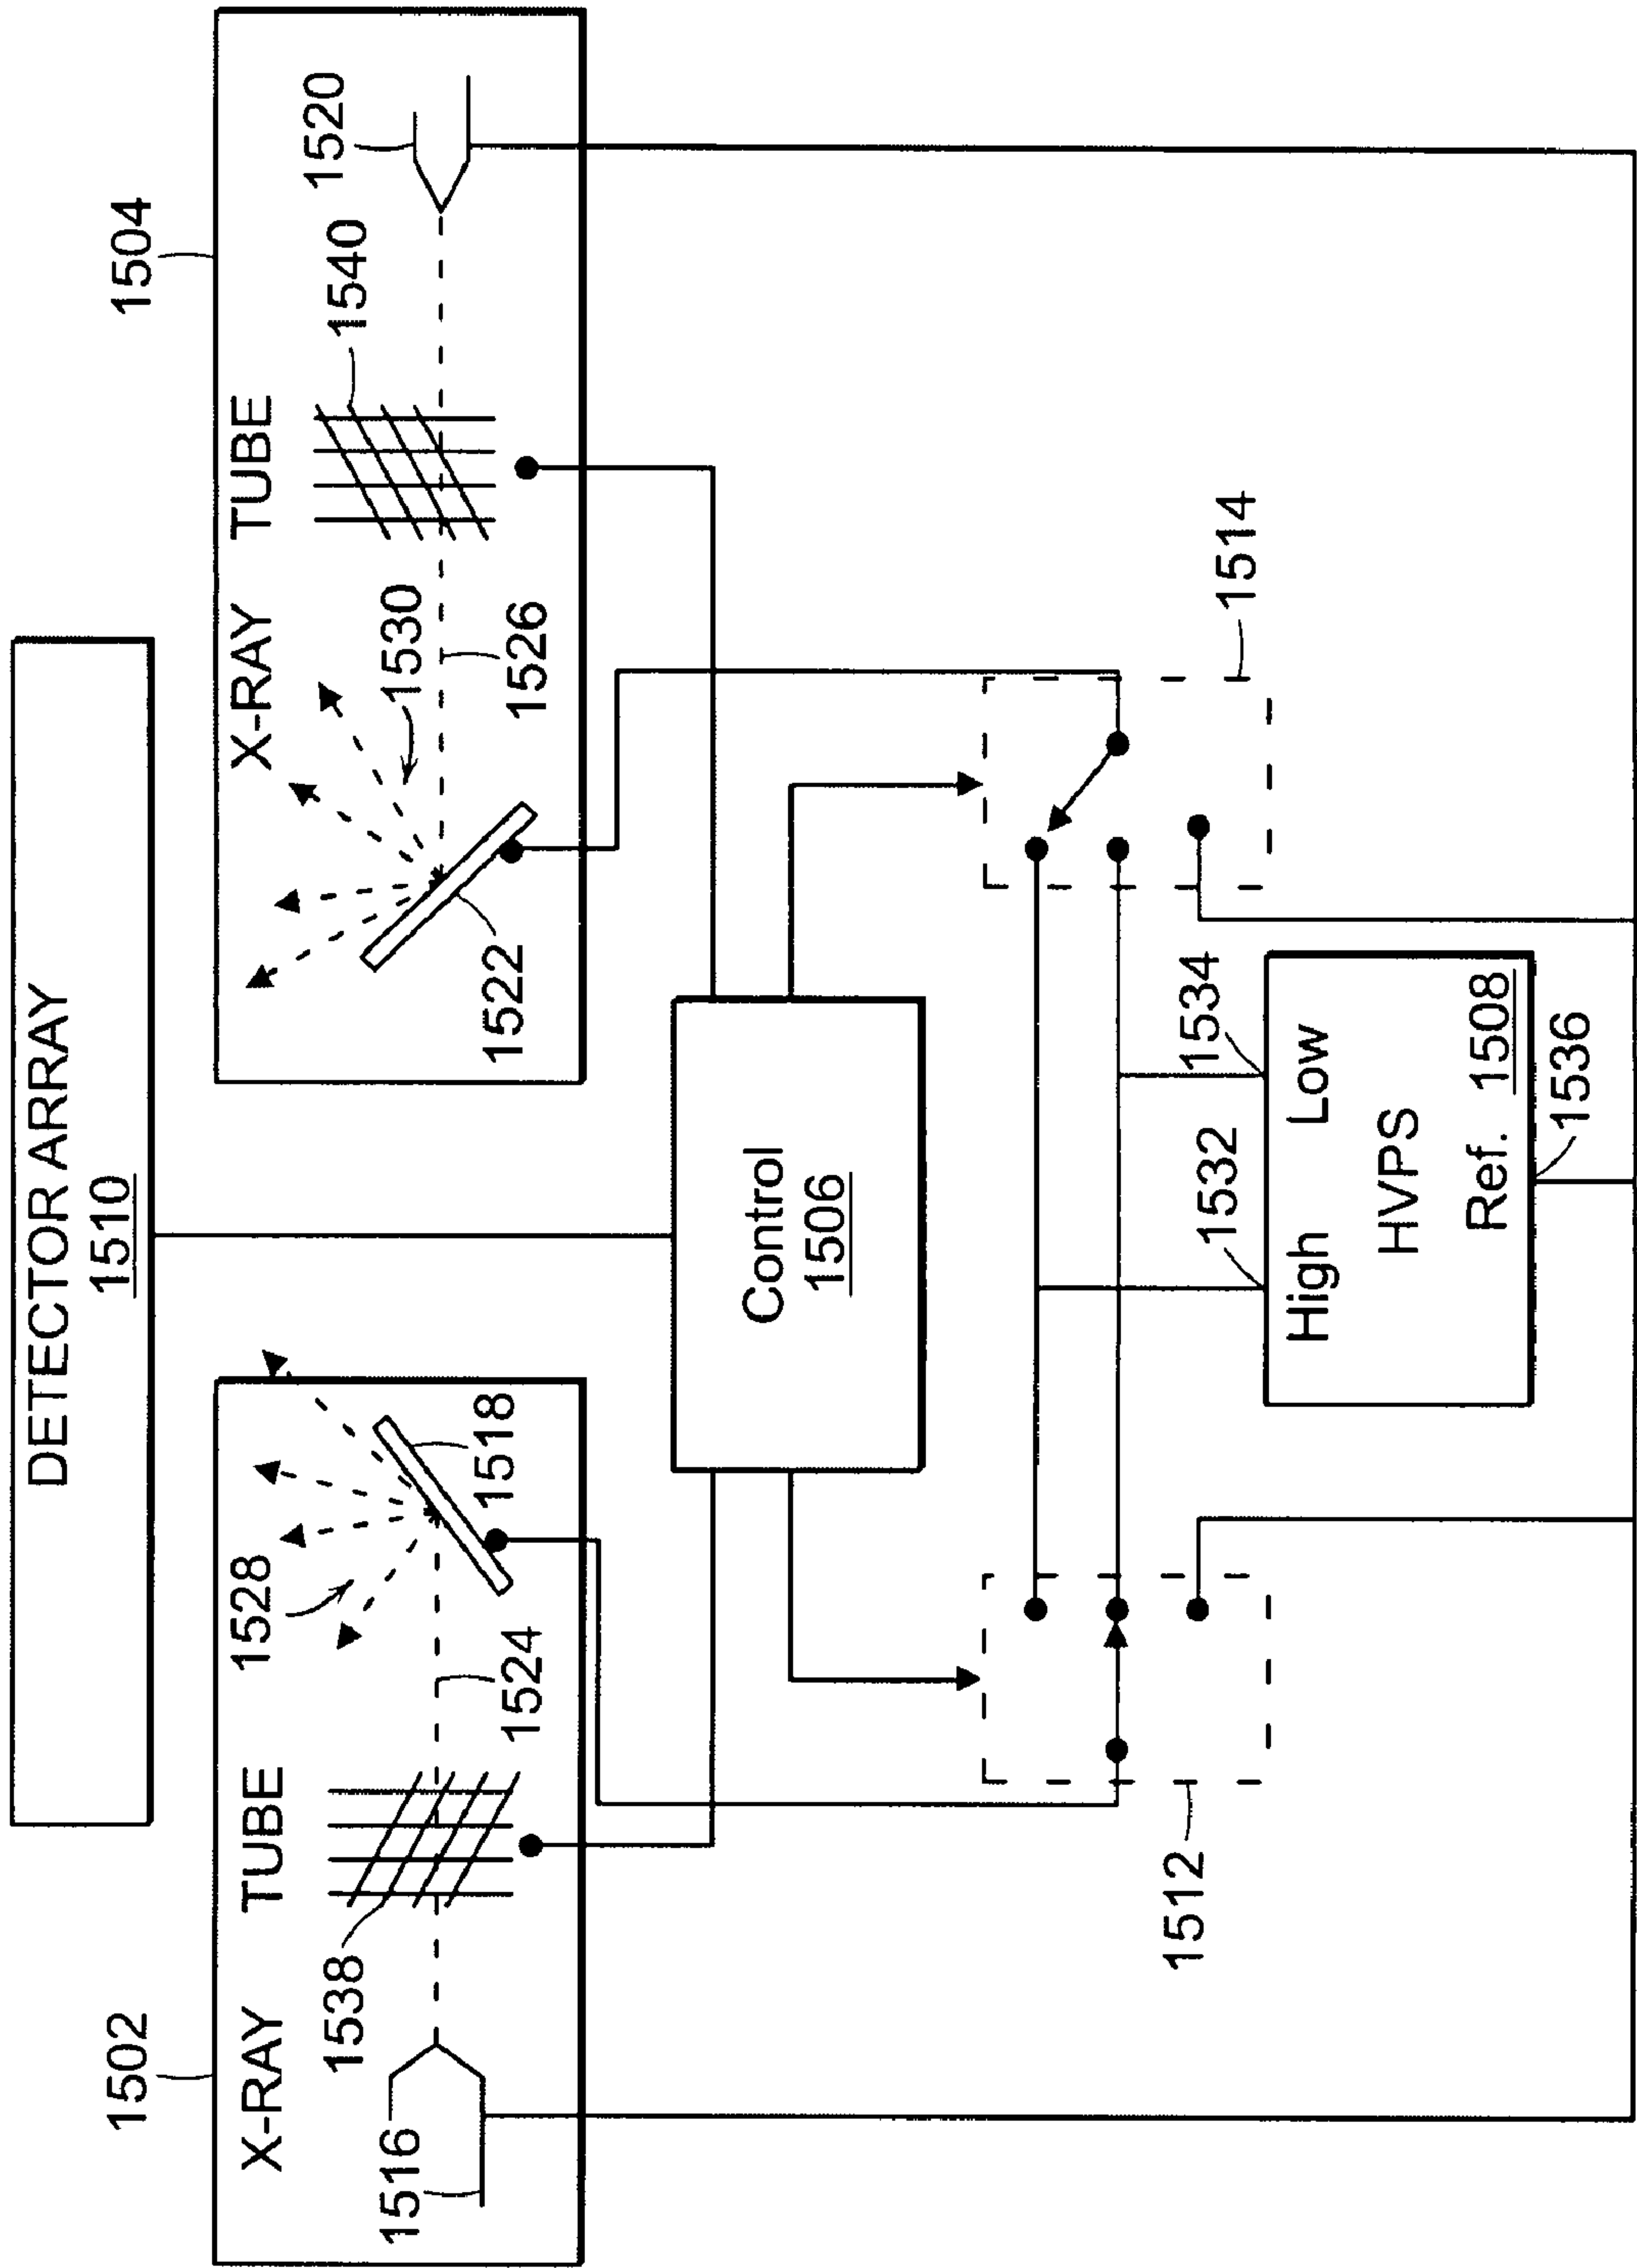 DETECTOR ARRAY
1510
1502
1504
X-RAY TUBE
1528
1518
1516
1538
1524
X-RAY TUBE
1530
1540
1520
1522
1526
Control
1506
1512
1514
1532
1534
High Low
HVPS
Ref. 1508
1536